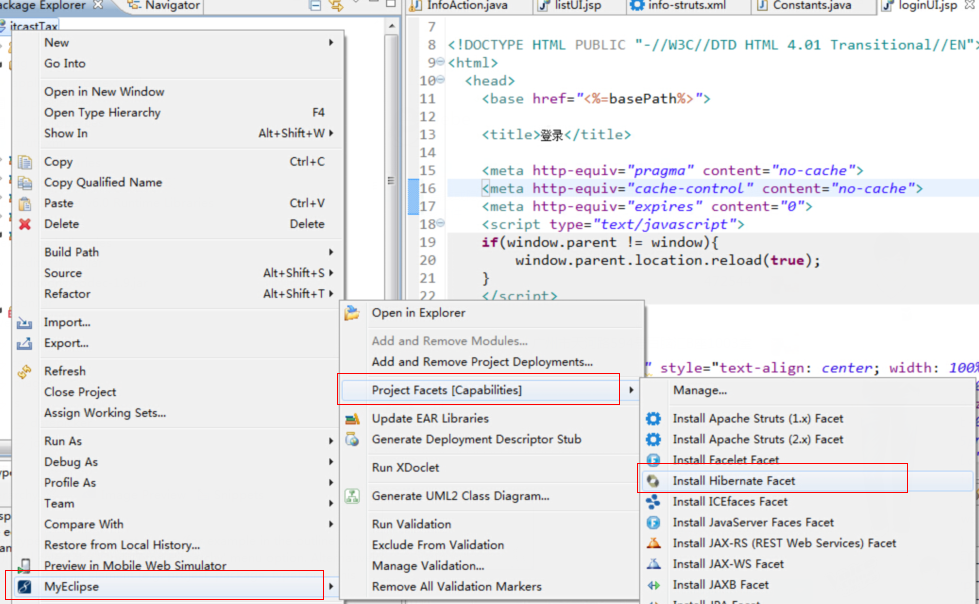 ackage Explorer
Navigator
InfoAction.java
listUI.jsp
info-struts.xml
Constants.java
loginUI.jsp
itcastTax
New
Go Into
Open in New Window
Open Type Hierarchy F4
Show In Alt+Shift+W
Copy Ctrl+C
Copy Qualified Name
Paste Ctrl+V
Delete Delete
Build Path
Source Alt+Shift+S
Refactor Alt+Shift+T
Import...
Export...
Refresh
Close Project
Assign Working Sets...
Run As
Debug As
Profile As
Team
Compare With
Restore from Local History...
Preview in Mobile Web Simulator
MyEclipse
7
8 <!DOCTYPE HTML PUBLIC "-//W3C//DTD HTML 4.01 Transitional//EN">
9 <html>
10 <head>
11 <base href="<%=basePath%>">
12
13 <title>登录</title>
14
15 <meta http-equiv="pragma" content="no-cache">
16 <meta http-equiv="cache-control" content="no-cache">
17 <meta http-equiv="expires" content="0">
18 <script type="text/javascript">
19 if(window.parent != window){
20 window.parent.location.reload(true);
21 }
22 </script>
" style="text-align: center; width: 100%
Open in Explorer
Add and Remove Modules...
Add and Remove Project Deployments...
Project Facets [Capabilities]
Update EAR Libraries
Generate Deployment Descriptor Stub
Run XDoclet
Generate UML2 Class Diagram...
Run Validation
Exclude From Validation
Manage Validation...
Remove All Validation Markers
Manage...
Install Apache Struts (1.x) Facet
Install Apache Struts (2.x) Facet
Install Facelet Facet
Install Hibernate Facet
Install ICEfaces Facet
Install JavaServer Faces Facet
Install JAX-RS (REST Web Services) Facet
Install JAX-WS Facet
Install JAXB Facet
Install JPA Facet